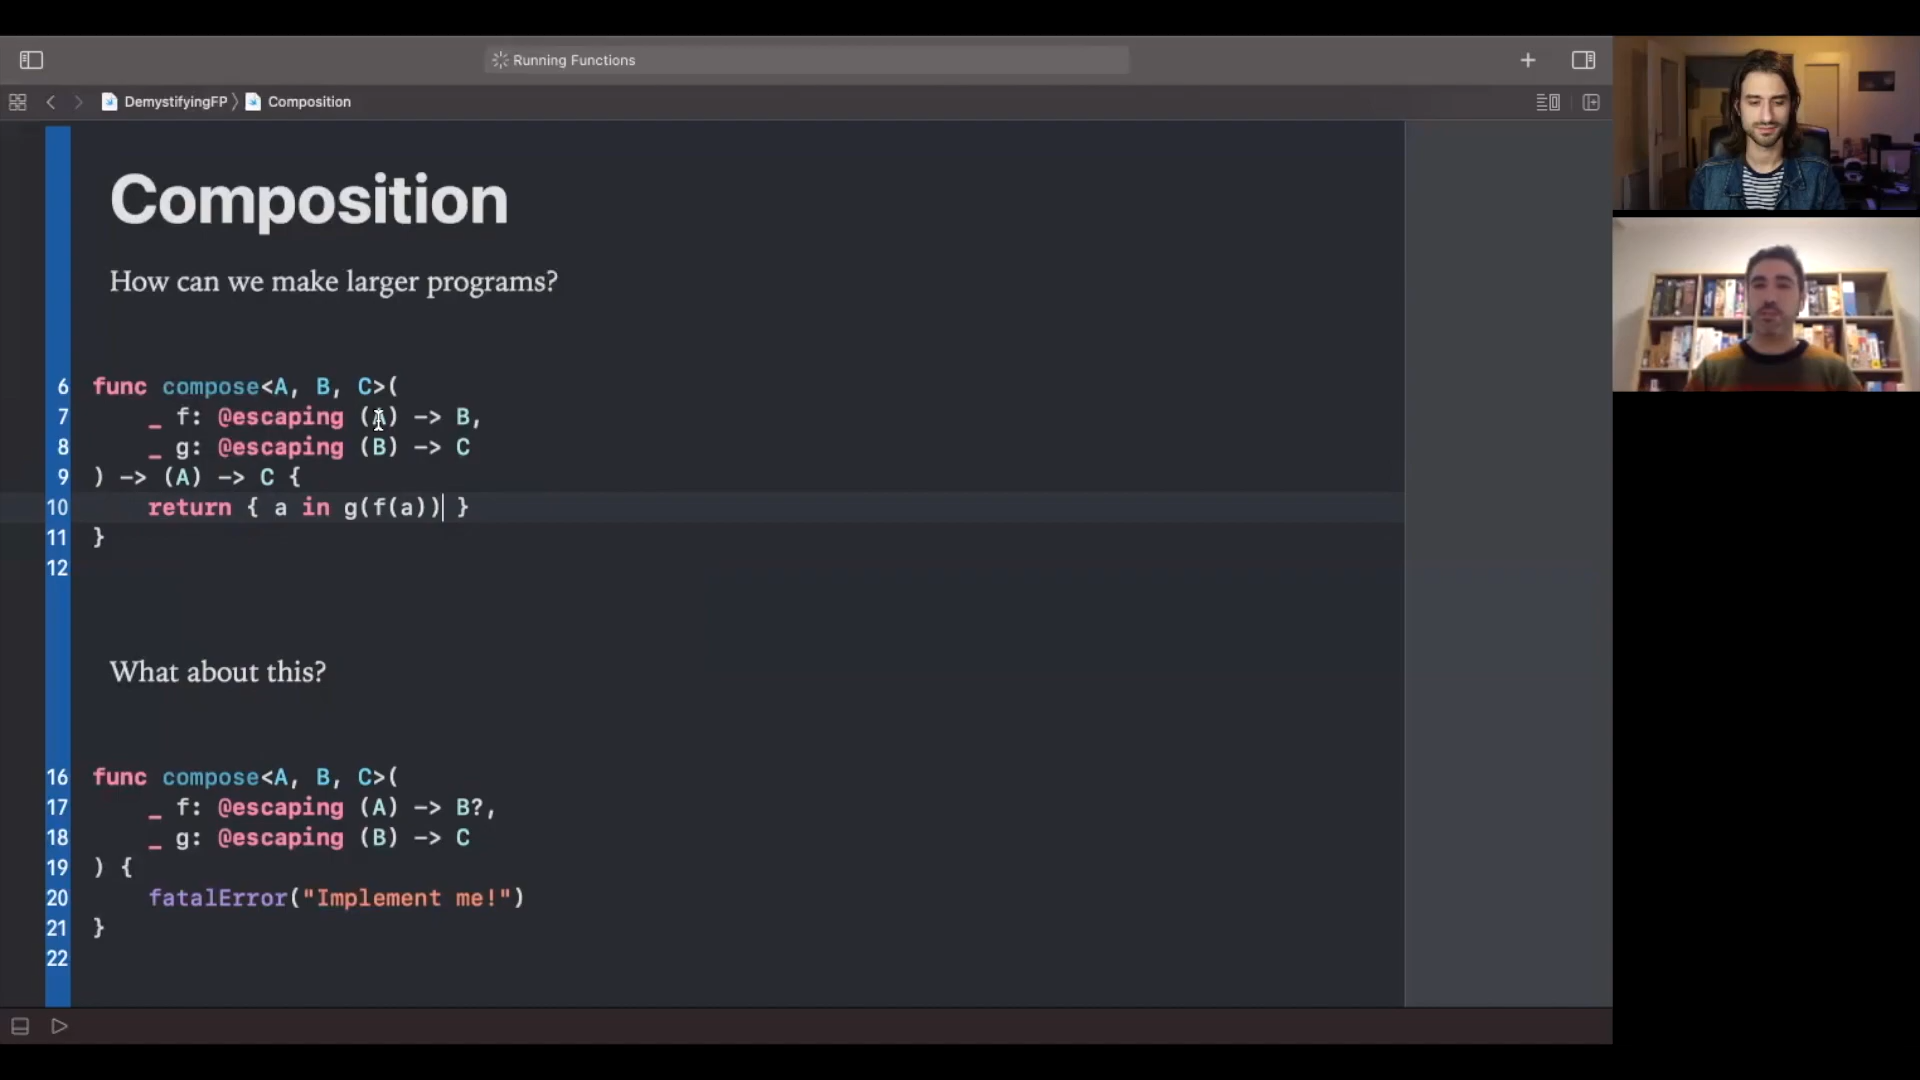 Running Functions
DemystifyingFP 〉 Composition
Composition
How can we make larger programs?
6 func compose<A, B, C>(
7 _ f: @escaping (A) -> B,
8 _ g: @escaping (B) -> C
9 ) -> (A) -> C {
10 return { a in g(f(a)) }
11 }
12
What about this?
16 func compose<A, B, C>(
17 _ f: @escaping (A) -> B?,
18 _ g: @escaping (B) -> C
19 ) {
20 fatalError("Implement me!")
21 }
22